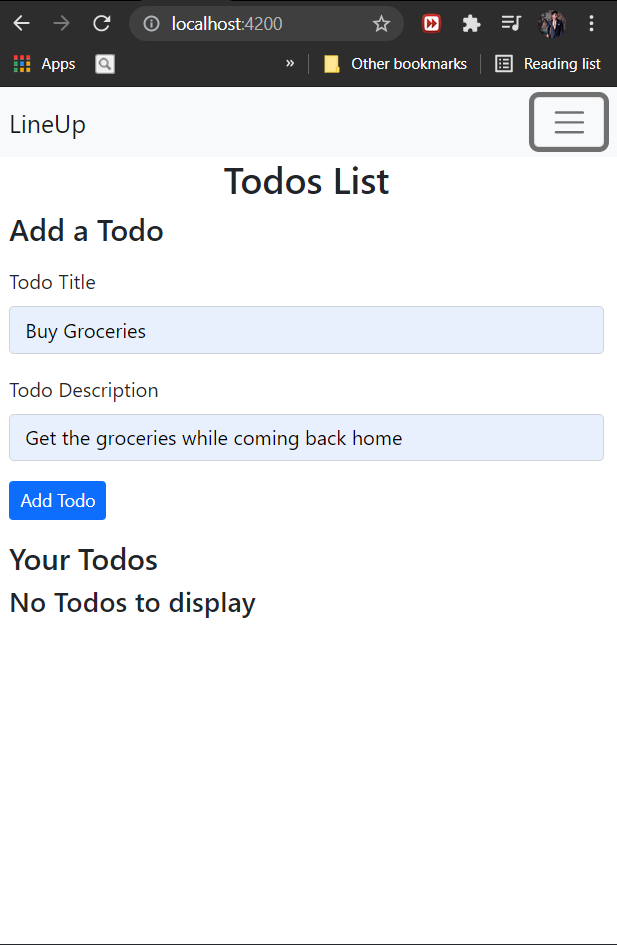 localhost:4200
Apps
»
Other bookmarks
Reading list
LineUp
Todos List
Add a Todo
Todo Title
Buy Groceries
Todo Description
Get the groceries while coming back home
Add Todo
Your Todos
No Todos to display